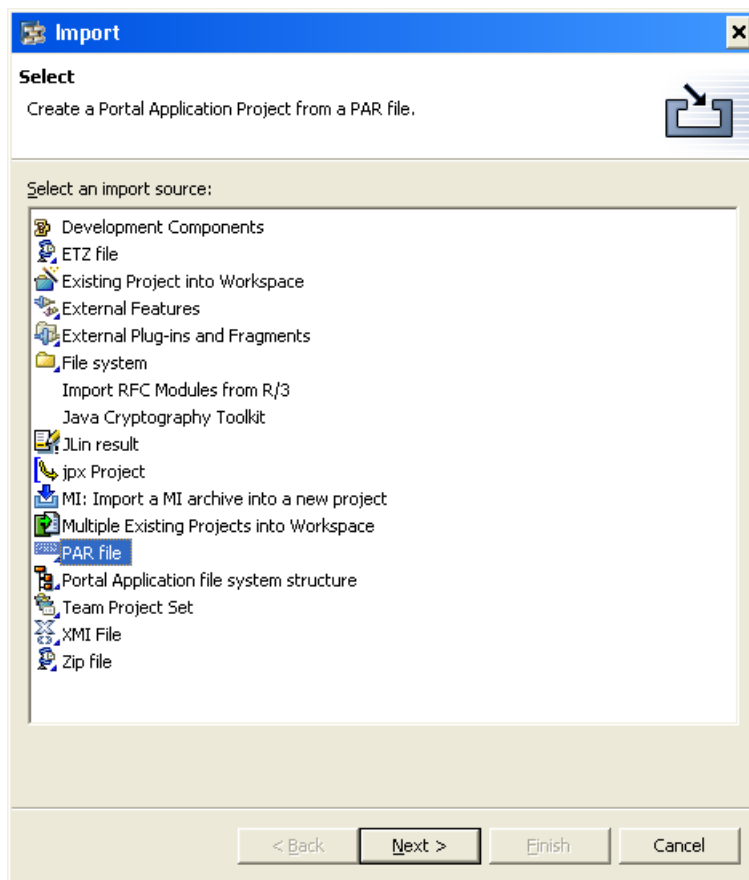 Import
Select
Create a Portal Application Project from a PAR file.
Select an import source:
Development Components
ETZ file
Existing Project into Workspace
External Features
External Plug-ins and Fragments
File system
Import RFC Modules from R/3
Java Cryptography Toolkit
JLin result
jpx Project
MI: Import a MI archive into a new project
Multiple Existing Projects into Workspace
PAR file
Portal Application file system structure
Team Project Set
XMI File
Zip file
< Back Next > Finish Cancel